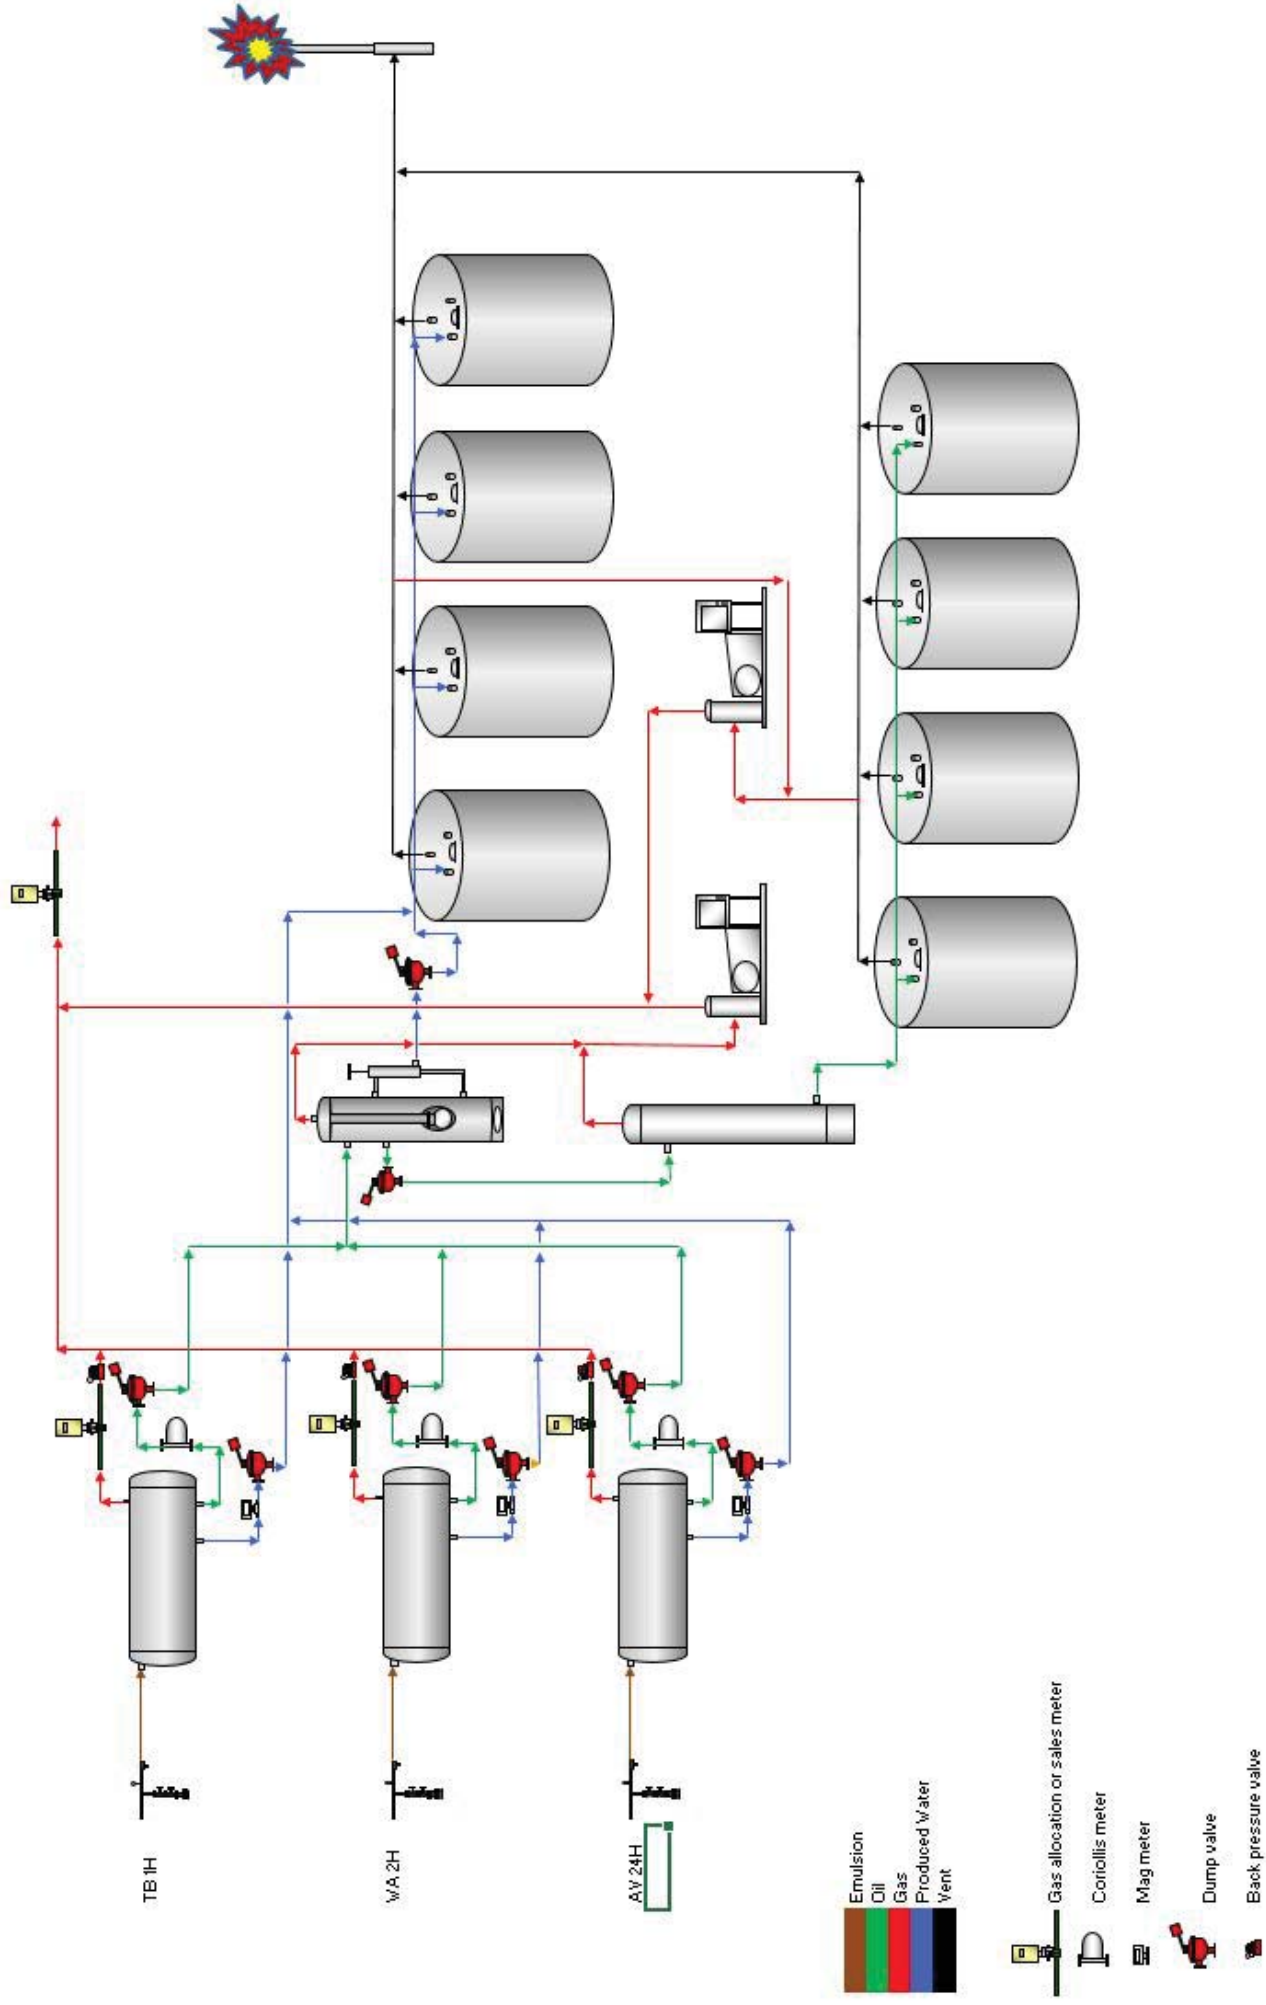 TB 1H
WA 2H
AV 24H
Emulsion
Oil
Gas
Produced Water
Vent
Gas allocation or sales meter
Coriollis meter
Mag meter
Dump valve
Back pressure valve